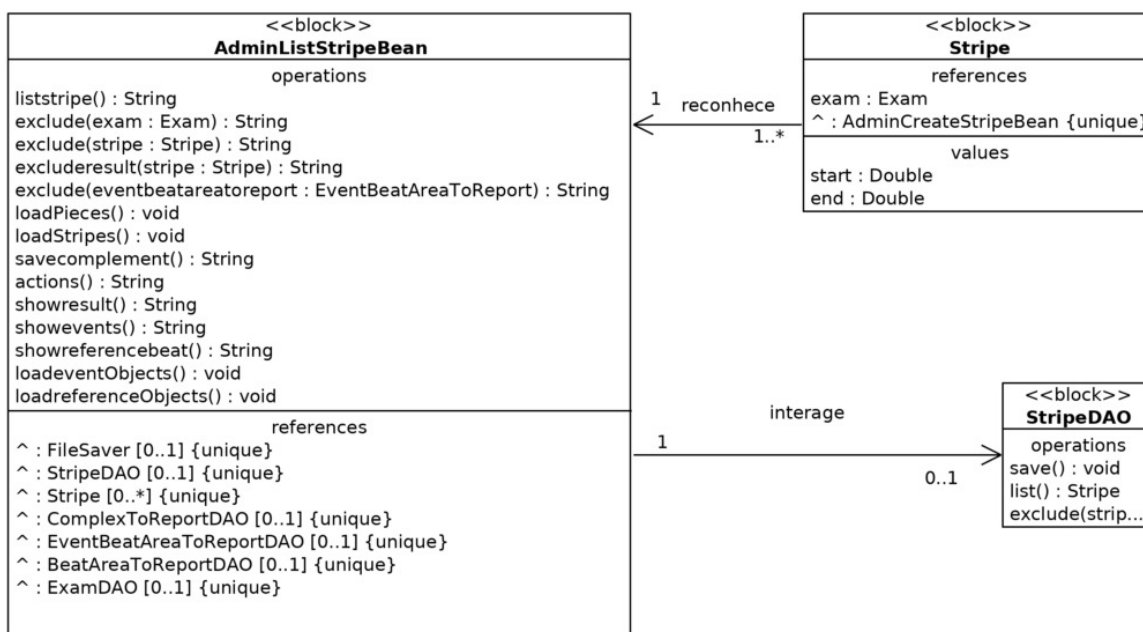 <<block>>
AdminListStripeBean
operations
liststripe() : String
exclude(exam : Exam) : String
exclude(stripe : Stripe) : String
excluderesult(stripe : Stripe) : String
exclude(eventbeatareatoreport : EventBeatAreaToReport) : String
loadPieces() : void
loadStripes() : void
savecomplement() : String
actions() : String
showresult() : String
showevents() : String
showreferencebeat() : String
loadeventObjects() : void
loadreferenceObjects() : void
references
^ : FileSaver [0..1] {unique}
^ : StripeDAO [0..1] {unique}
^ : Stripe [0..*] {unique}
^ : ComplexToReportDAO [0..1] {unique}
^ : EventBeatAreaToReportDAO [0..1] {unique}
^ : BeatAreaToReportDAO [0..1] {unique}
^ : ExamDAO [0..1] {unique}
1
reconhece
1..*
<<block>>
Stripe
references
exam : Exam
^ : AdminCreateStripeBean {unique}
values
start : Double
end : Double
interage
1
0..1
<<block>>
StripeDAO
operations
save() : void
list() : Stripe
exclude(strip...